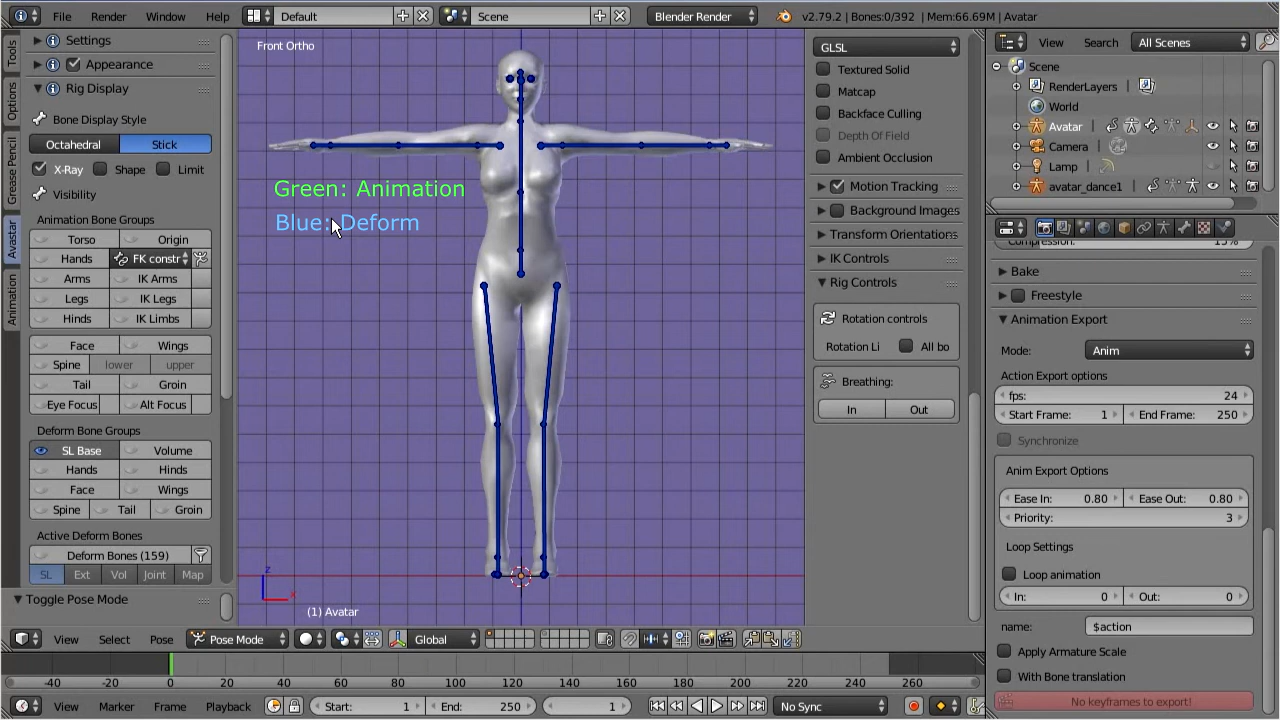 File Render Window Help Default Scene Blender Render v2.79.2 | Bones:0/392 | Mem:66.69M | Avatar
Tools
Options
Grease Pencil
Avastar
Animation
Settings
Appearance
Rig Display
Bone Display Style
Octahedral Stick
X-Ray Shape Limit
Visibility
Animation Bone Groups
Torso Origin
Hands FK constr
Arms IK Arms
Legs IK Legs
Hinds IK Limbs
Face Wings
Spine lower upper
Tail Groin
Eye Focus Alt Focus
Deform Bone Groups
SL Base Volume
Hands Hinds
Face Wings
Spine Tail Groin
Active Deform Bones
Deform Bones (159)
SL Ext Vol Joint Map
Toggle Pose Mode
Front Ortho
Green: Animation
Blue: Deform
z
x
(1) Avatar
View Select Pose Pose Mode Global
GLSL
Textured Solid
Matcap
Backface Culling
Depth Of Field
Ambient Occlusion
Motion Tracking
Background Images
Transform Orientations
IK Controls
Rig Controls
Rotation controls
Rotation Li All bo
Breathing:
In Out
View Search All Scenes
Scene
RenderLayers
World
Avatar
Camera
Lamp
avatar_dance1
Compression: 15%
Bake
Freestyle
Animation Export
Mode: Anim
Action Export options
fps: 24
Start Frame: 1 End Frame: 250
Synchronize
Anim Export Options
Ease In: 0.80 Ease Out: 0.80
Priority: 3
Loop Settings
Loop animation
In: 0 Out: 0
name: $action
Apply Armature Scale
With Bone translation
No keyframes to export!
-40 -20 0 20 40 60 80 100 120 140 160 180 200 220 240 260
View Marker Frame Playback Start: 1 End: 250 1 No Sync